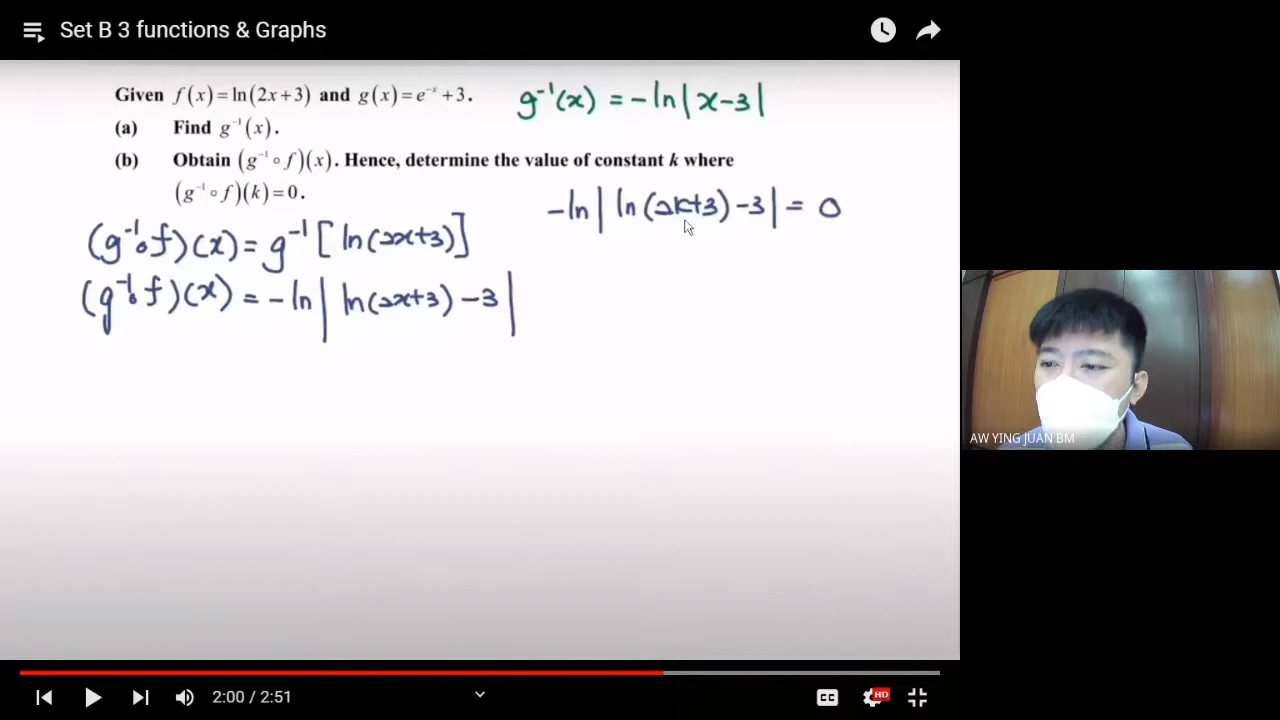 Set B 3 functions & Graphs
Given f(x)=ln(2x+3) and g(x)=e⁻ˣ+3.
g⁻¹(x) = -ln|x-3|
(a) Find g⁻¹(x).
(b) Obtain (g⁻¹∘f)(x). Hence, determine the value of constant k where
(g⁻¹∘f)(k)=0.
-ln|ln(2k+3)-3| = 0
(g⁻¹∘f)(x) = g⁻¹[ln(2x+3)]
(g⁻¹∘f)(x) = -ln|ln(2x+3)-3|
AW YING JUAN BM
2:00 / 2:51
CC
HD